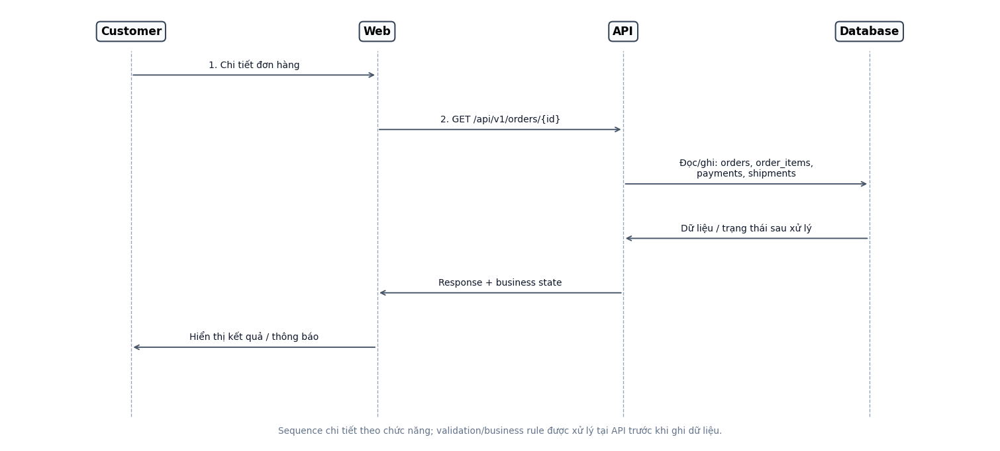 Customer
Web
API
Database
1. Chi tiết đơn hàng
2. GET /api/v1/orders/{id}
Đọc/ghi: orders, order_items,
payments, shipments
Dữ liệu / trạng thái sau xử lý
Response + business state
Hiển thị kết quả / thông báo
Sequence chi tiết theo chức năng; validation/business rule được xử lý tại API trước khi ghi dữ liệu.